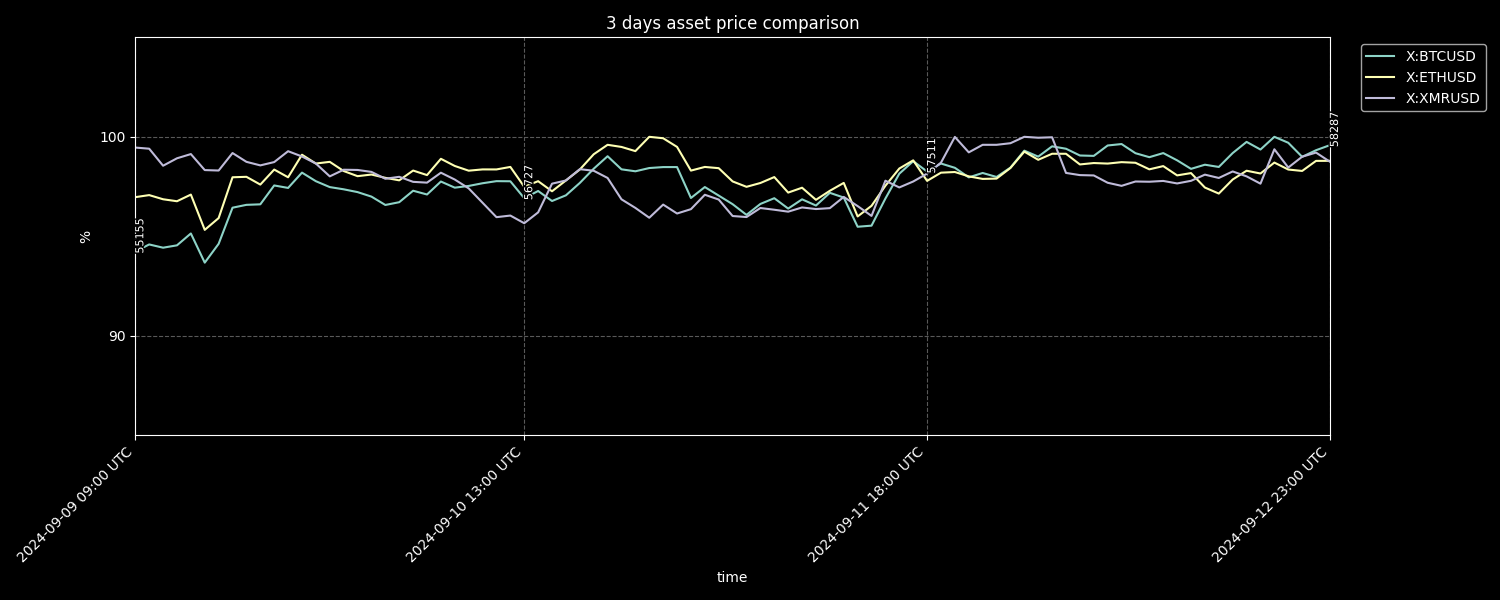 3 days asset price comparison
X:BTCUSD
X:ETHUSD
X:XMRUSD
100
90
%
55155
56727
57511
58287
2024-09-09 09:00 UTC
2024-09-10 13:00 UTC
2024-09-11 18:00 UTC
2024-09-12 23:00 UTC
time